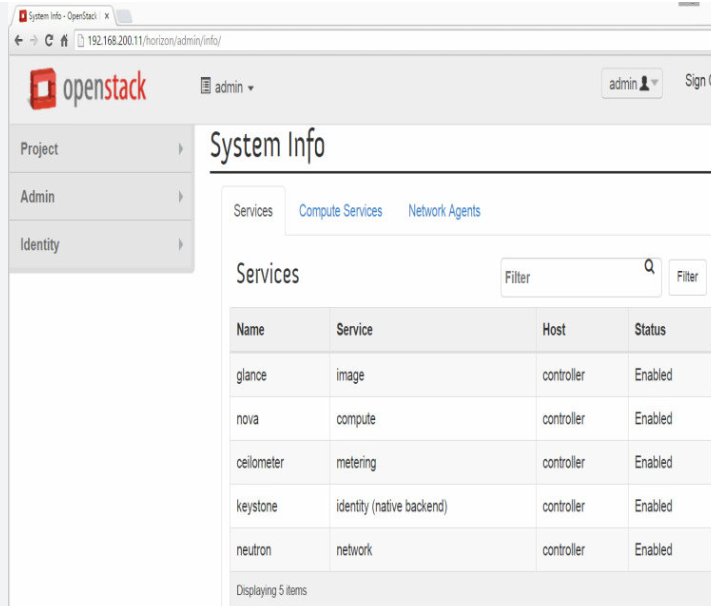 System Info - OpenStack
192.168.200.11/horizon/admin/info/
openstack
admin
admin
Sign
Project
Admin
Identity
System Info
Services Compute Services Network Agents
Services
Filter Filter
Name Service Host Status
glance image controller Enabled
nova compute controller Enabled
ceilometer metering controller Enabled
keystone identity (native backend) controller Enabled
neutron network controller Enabled
Displaying 5 items